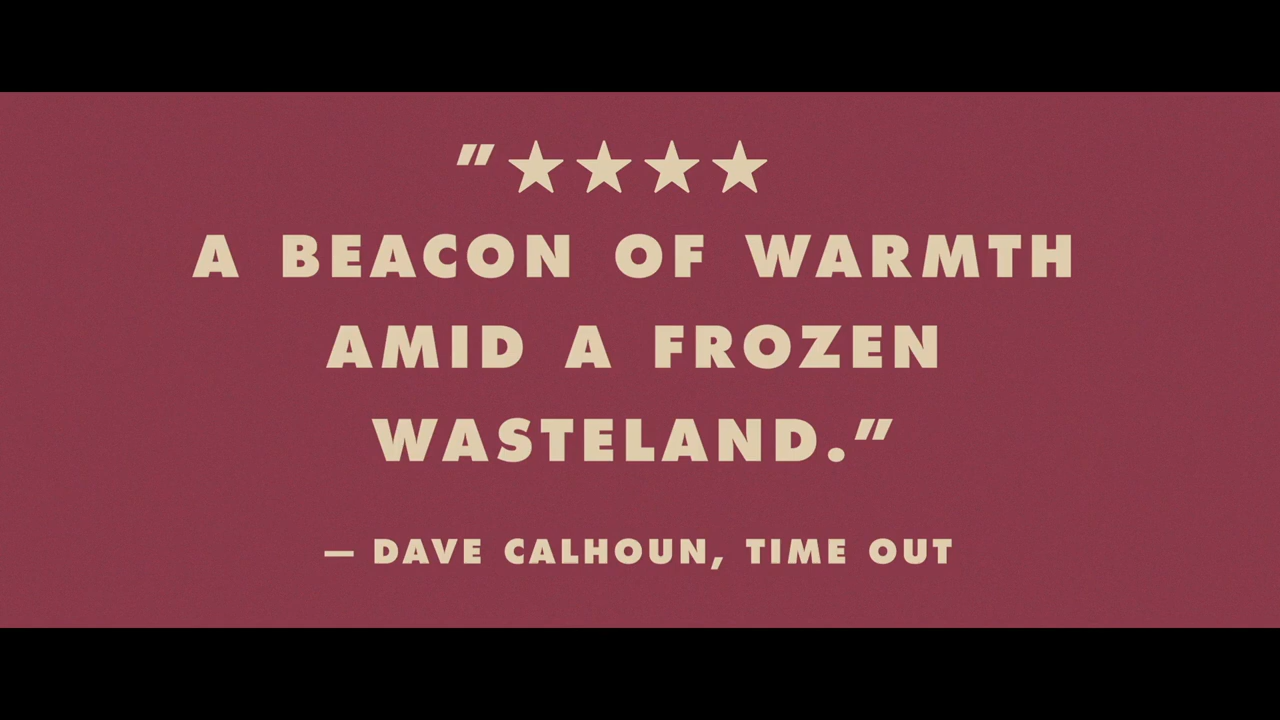 "★★★★
A BEACON OF WARMTH
AMID A FROZEN
WASTELAND."
— DAVE CALHOUN, TIME OUT